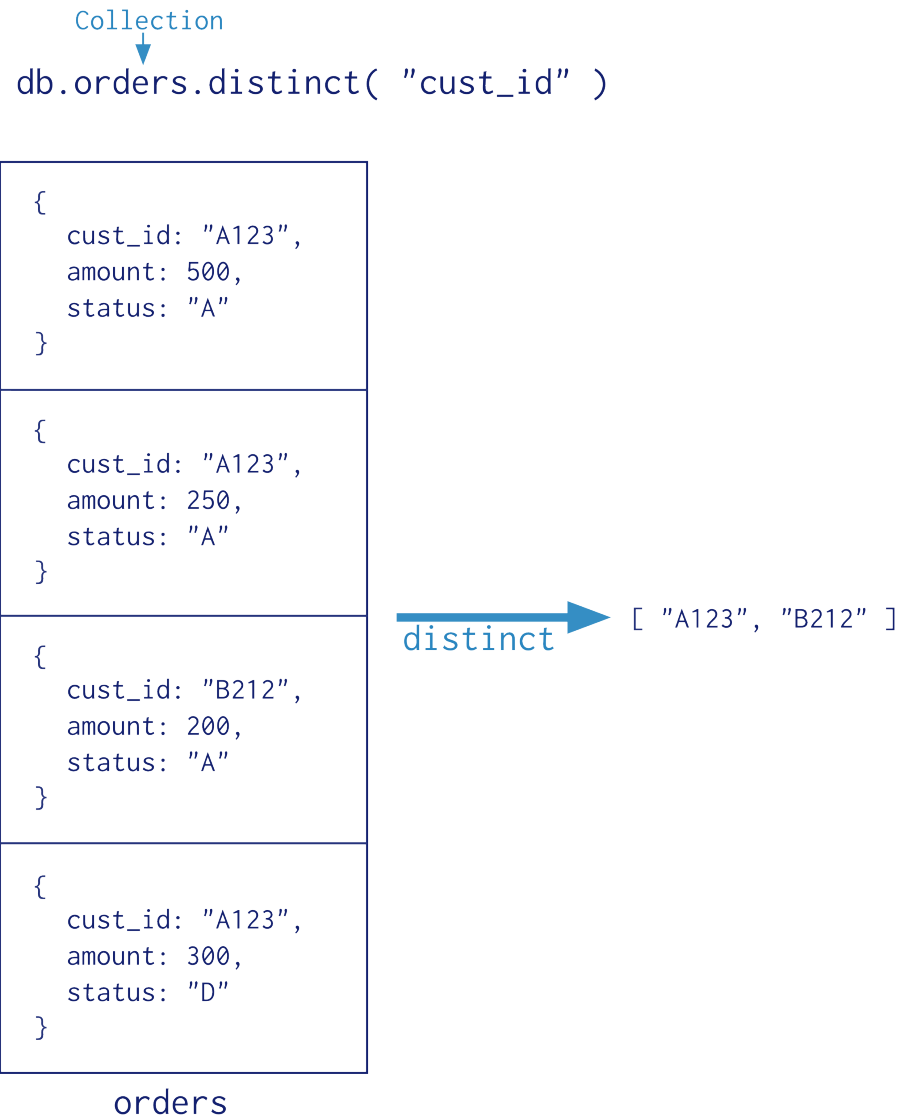 Collection
db.orders.distinct( "cust_id" )
{
cust_id: "A123",
amount: 500,
status: "A"
}
{
cust_id: "A123",
amount: 250,
status: "A"
}
{
cust_id: "B212",
amount: 200,
status: "A"
}
{
cust_id: "A123",
amount: 300,
status: "D"
}
orders
distinct
[ "A123", "B212" ]